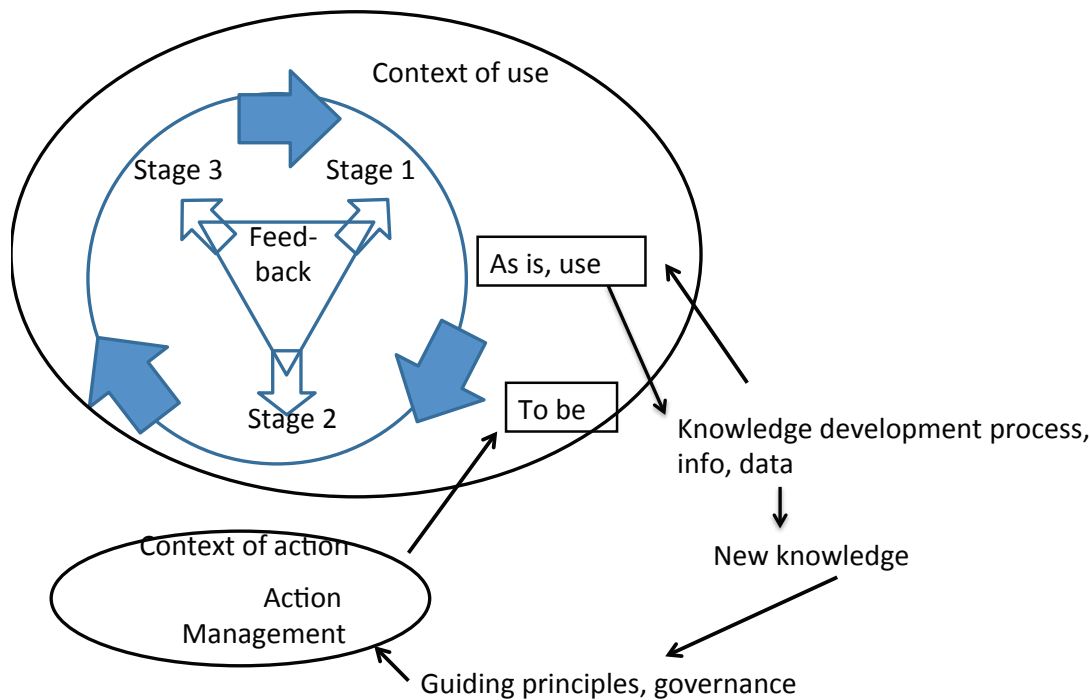 Context of use
Stage 3
Stage 1
Feed-
back
As is, use
Stage 2
To be
Knowledge development process,
info, data
Context of action
New knowledge
Action
Management
Guiding principles, governance